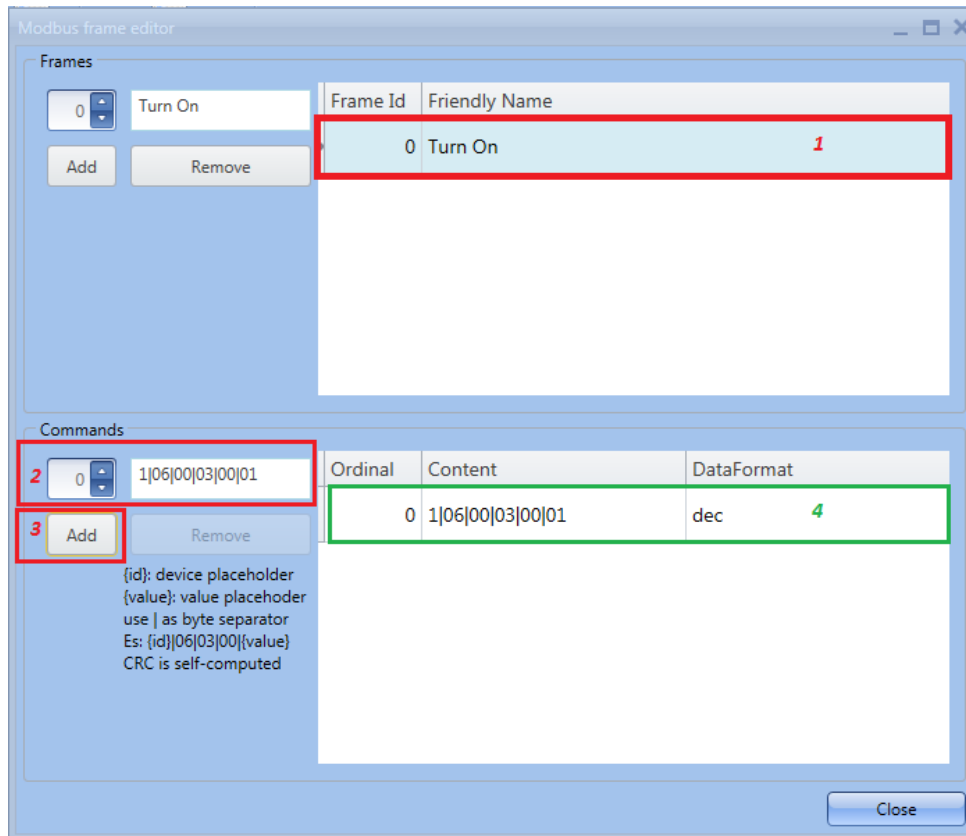 Modbus frame editor
Frames
0 Turn On
Add Remove
Frame Id Friendly Name
0 Turn On 1
Commands
2 0 1|06|00|03|00|01
3 Add Remove
{id}: device placeholder
{value}: value placehoder
use | as byte separator
Es: {id}|06|03|00|{value}
CRC is self-computed
Ordinal Content DataFormat
0 1|06|00|03|00|01 dec 4
Close